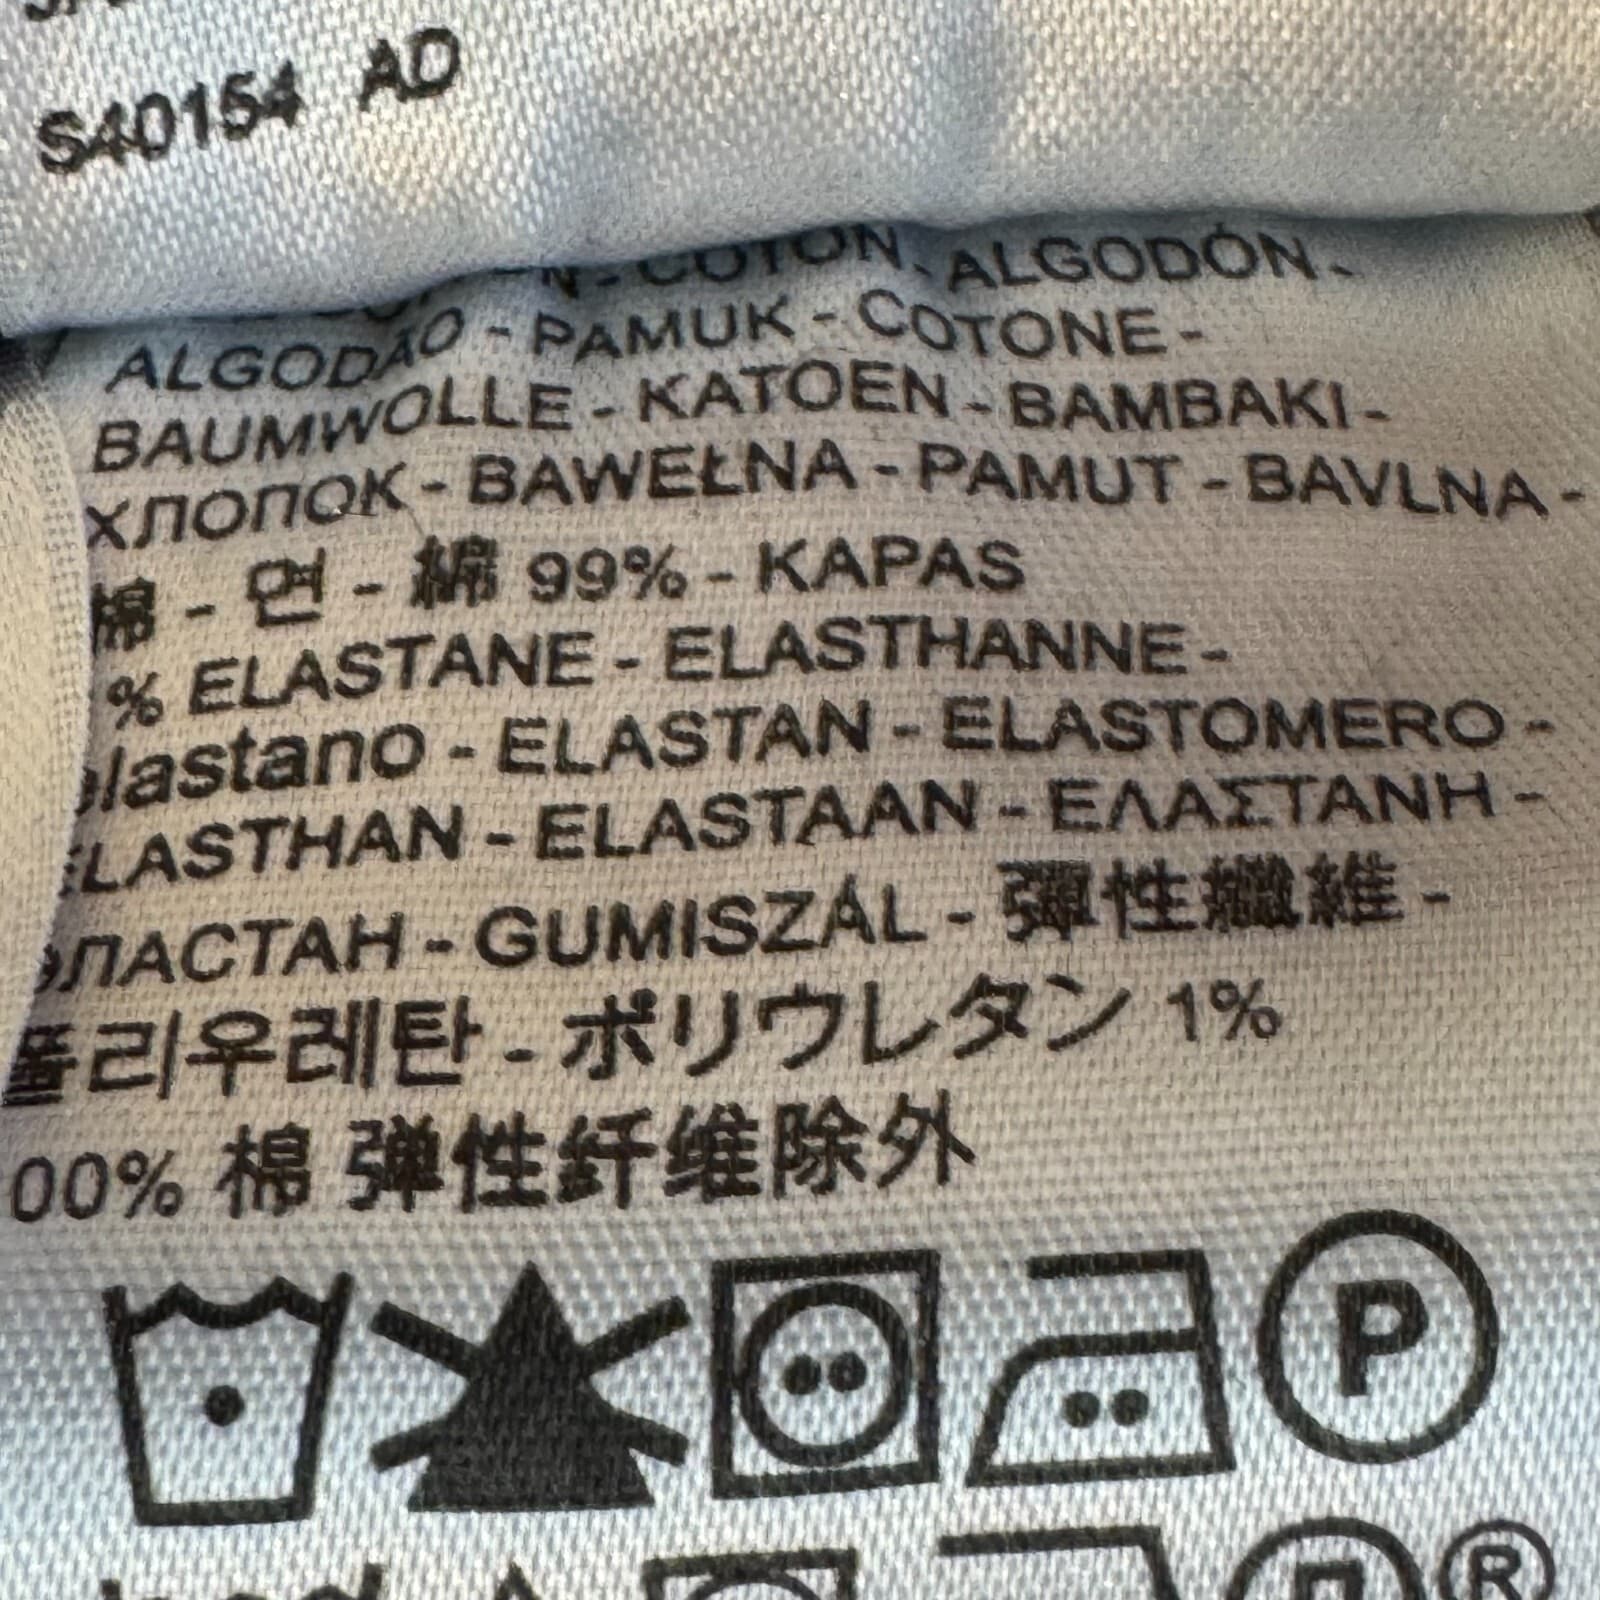 S40154 AD
COTON. ALGODÓN-
ALGODÃO - PAMUK - COTONE -
BAUMWOLLE - KATOEN - BAMBAKI -
ХЛОПОК - BAWEŁNA - PAMUT - BAVLNA -
棉 - 면 - 綿 99% - KAPAS
% ELASTANE - ELASTHANNE -
elastano - ELASTAN - ELASTOMERO -
ELASTHAN - ELASTAAN - ΕΛΑΣΤΑΝΗ -
ЭЛАСТАН - GUMISZÁL - 彈性纖維 -
폴리우레탄 - ポリウレタン 1%
00% 棉 弹性纤维除外
P
®